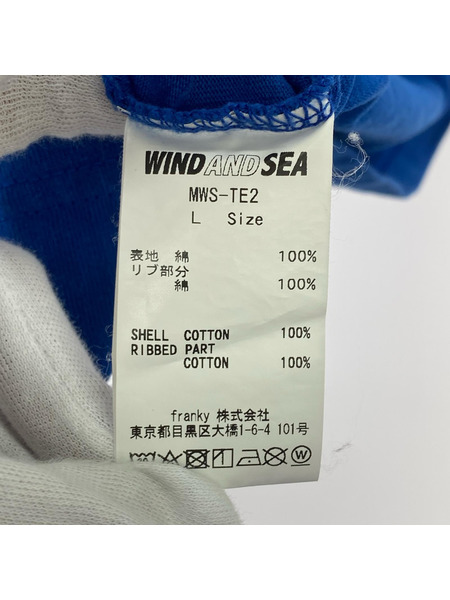 WIND AND SEA
MWS-TE2
L Size
表地 綿 100%
リブ部分
綿 100%
SHELL COTTON 100%
RIBBED PART
COTTON 100%
franky 株式会社
東京都目黒区大橋1-6-4 101号